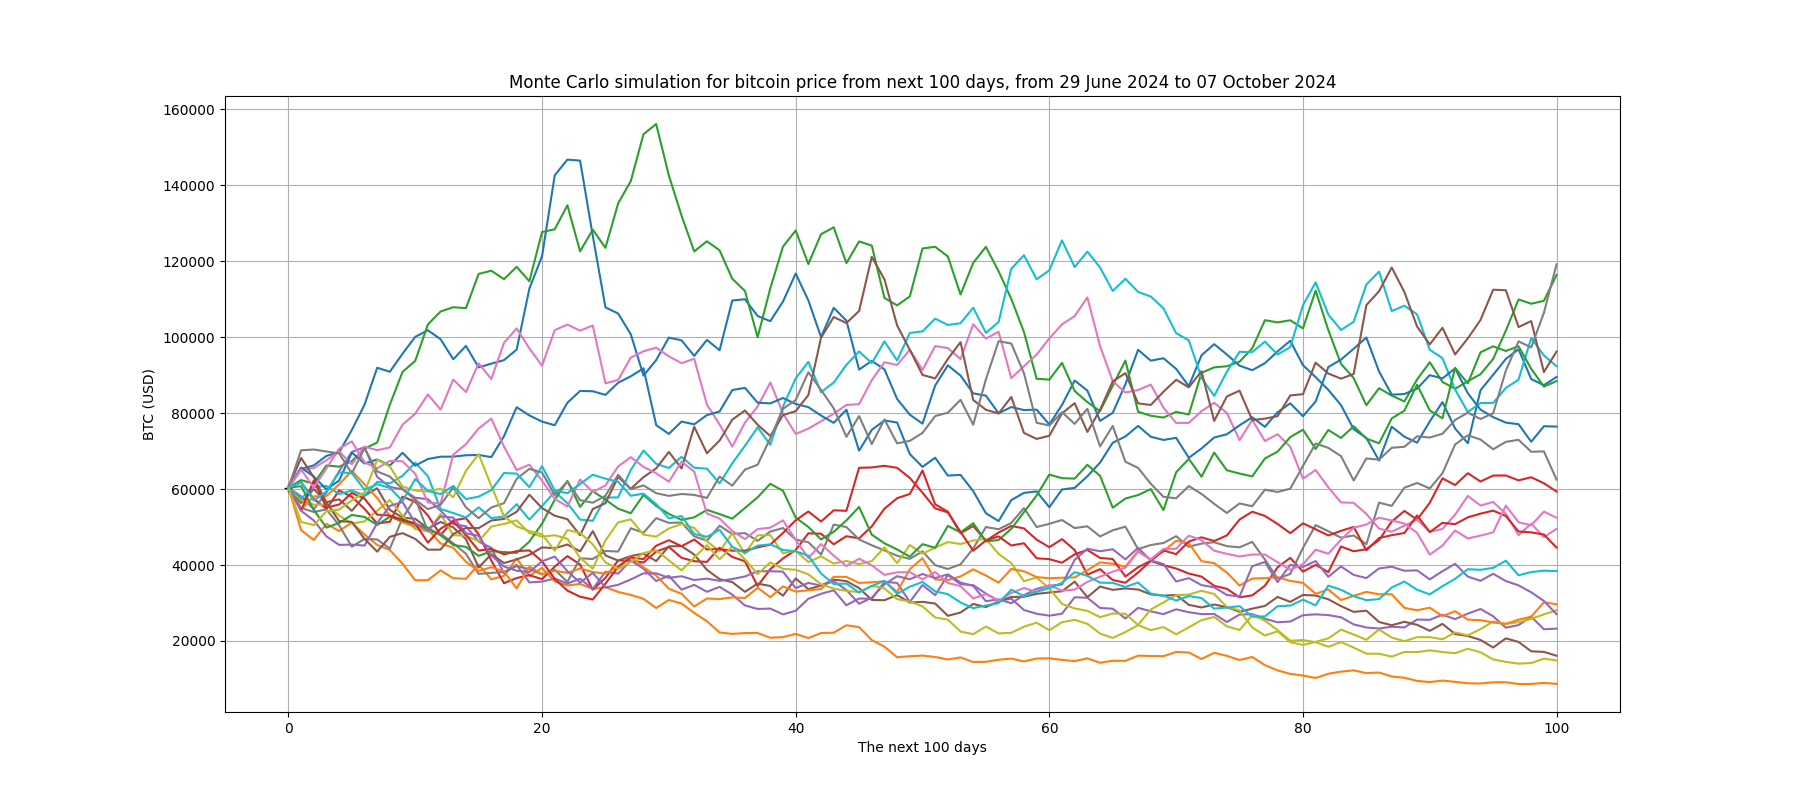 Monte Carlo simulation for bitcoin price from next 100 days, from 29 June 2024 to 07 October 2024
160000
140000
120000
100000
80000
60000
40000
20000
BTC (USD)
0 20 40 60 80 100
The next 100 days